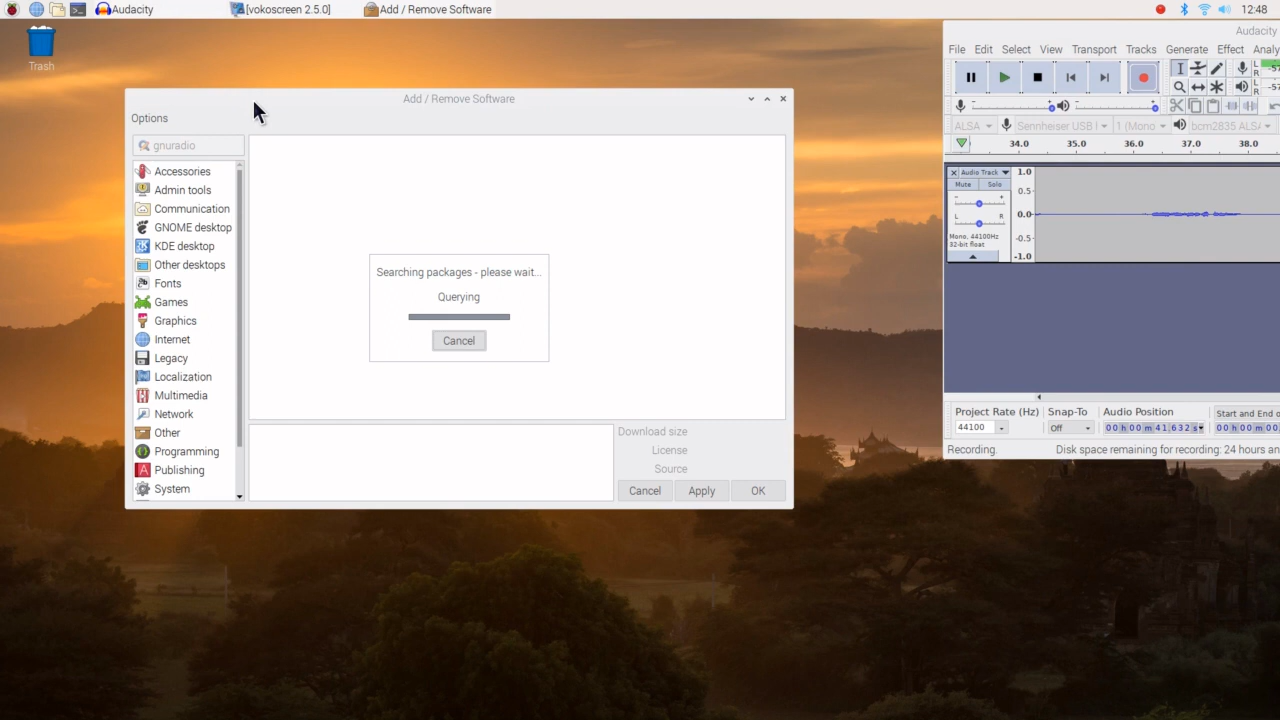 Audacity
[vokoscreen 2.5.0]
Add / Remove Software
12:48
Trash
Add / Remove Software
Options
gnuradio
Accessories
Admin tools
Communication
GNOME desktop
KDE desktop
Other desktops
Fonts
Games
Graphics
Internet
Legacy
Localization
Multimedia
Network
Other
Programming
Publishing
System
Searching packages - please wait...
Querying
Cancel
Download size
License
Source
Cancel Apply OK
Audacity
File Edit Select View Transport Tracks Generate Effect Analy
L -57
R
L -57
R
ALSA Sennheiser USB 1 (Mono bcm2835 ALSA
34.0 35.0 36.0 37.0 38.0
Audio Track
Mute Solo
- +
L R
Mono, 44100Hz
32-bit float
1.0
0.5
0.0
-0.5
-1.0
Project Rate (Hz) Snap-To Audio Position Start and End o
44100 Off 00 h 00 m 41.632 s 00 h 00 m 00
Recording. Disk space remaining for recording: 24 hours an